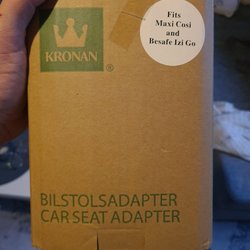 KRONAN
®
Fits
Maxi Cosi
and
Besafe Izi Go
BILSTOLSADAPTER
CAR SEAT ADAPTER